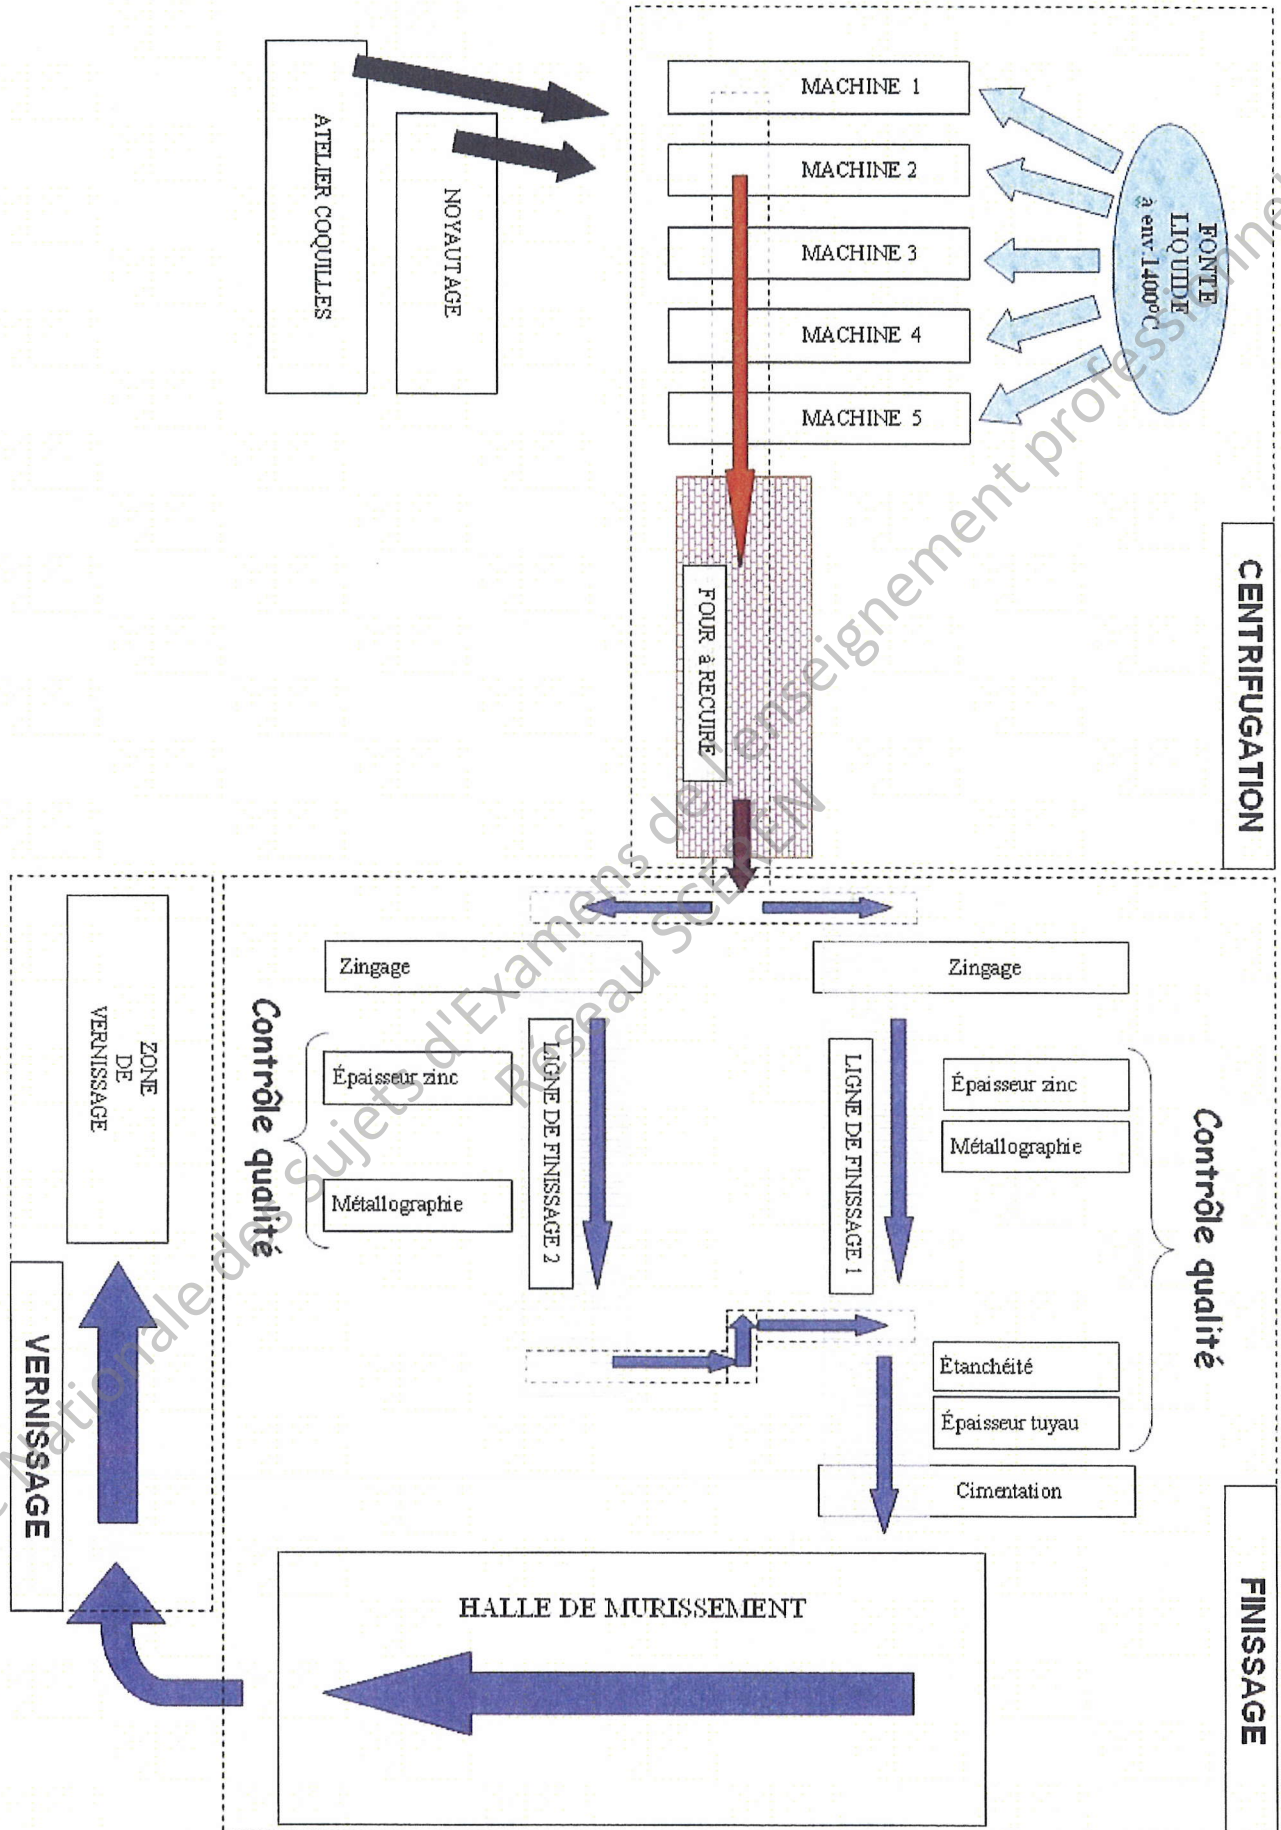 CENTRIFUGATION
FONTE
LIQUIDE
à env.1400°C
MACHINE 1
MACHINE 2
MACHINE 3
MACHINE 4
MACHINE 5
ATELIER COQUILLES
NOYAUTAGE
FOUR à RECUIRE
FINISSAGE
Zingage
Zingage
LIGNE DE FINISSAGE 1
LIGNE DE FINISSAGE 2
Contrôle qualité
Épaisseur zinc
Métallographie
Étanchéité
Épaisseur tuyau
Cimentation
Épaisseur zinc
Métallographie
Contrôle qualité
HALLE DE MURISSEMENT
ZONE
DE
VERNISSAGE
VERNISSAGE
Nationale des Sujets d'Examens de l'enseignement professionnel
Réseau SCEREN